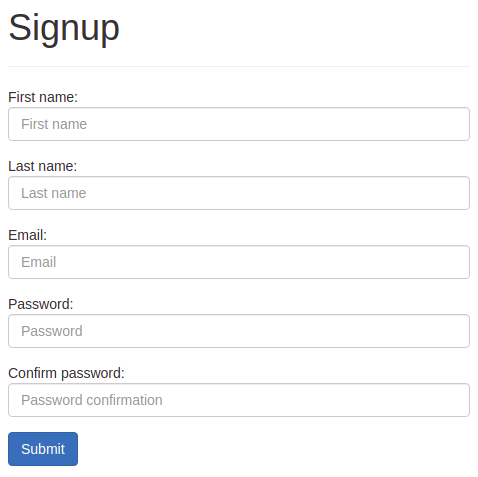 Signup
First name:
First name
Last name:
Last name
Email:
Email
Password:
Password
Confirm password:
Password confirmation
Submit